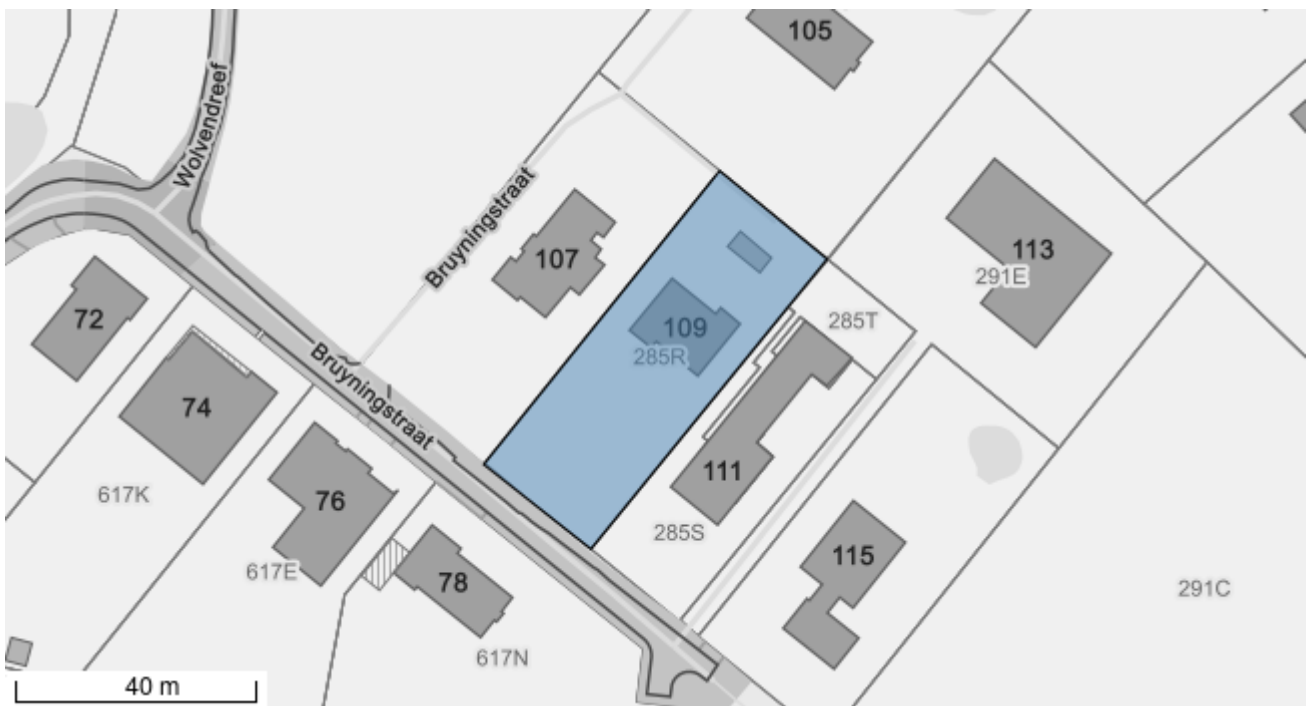 105
Wolvendreef
Bruyningstraat
107
113
291E
72
109
285R
285T
Bruyningstraat
74
111
617K
76
285S
115
617E
78
291C
617N
40 m